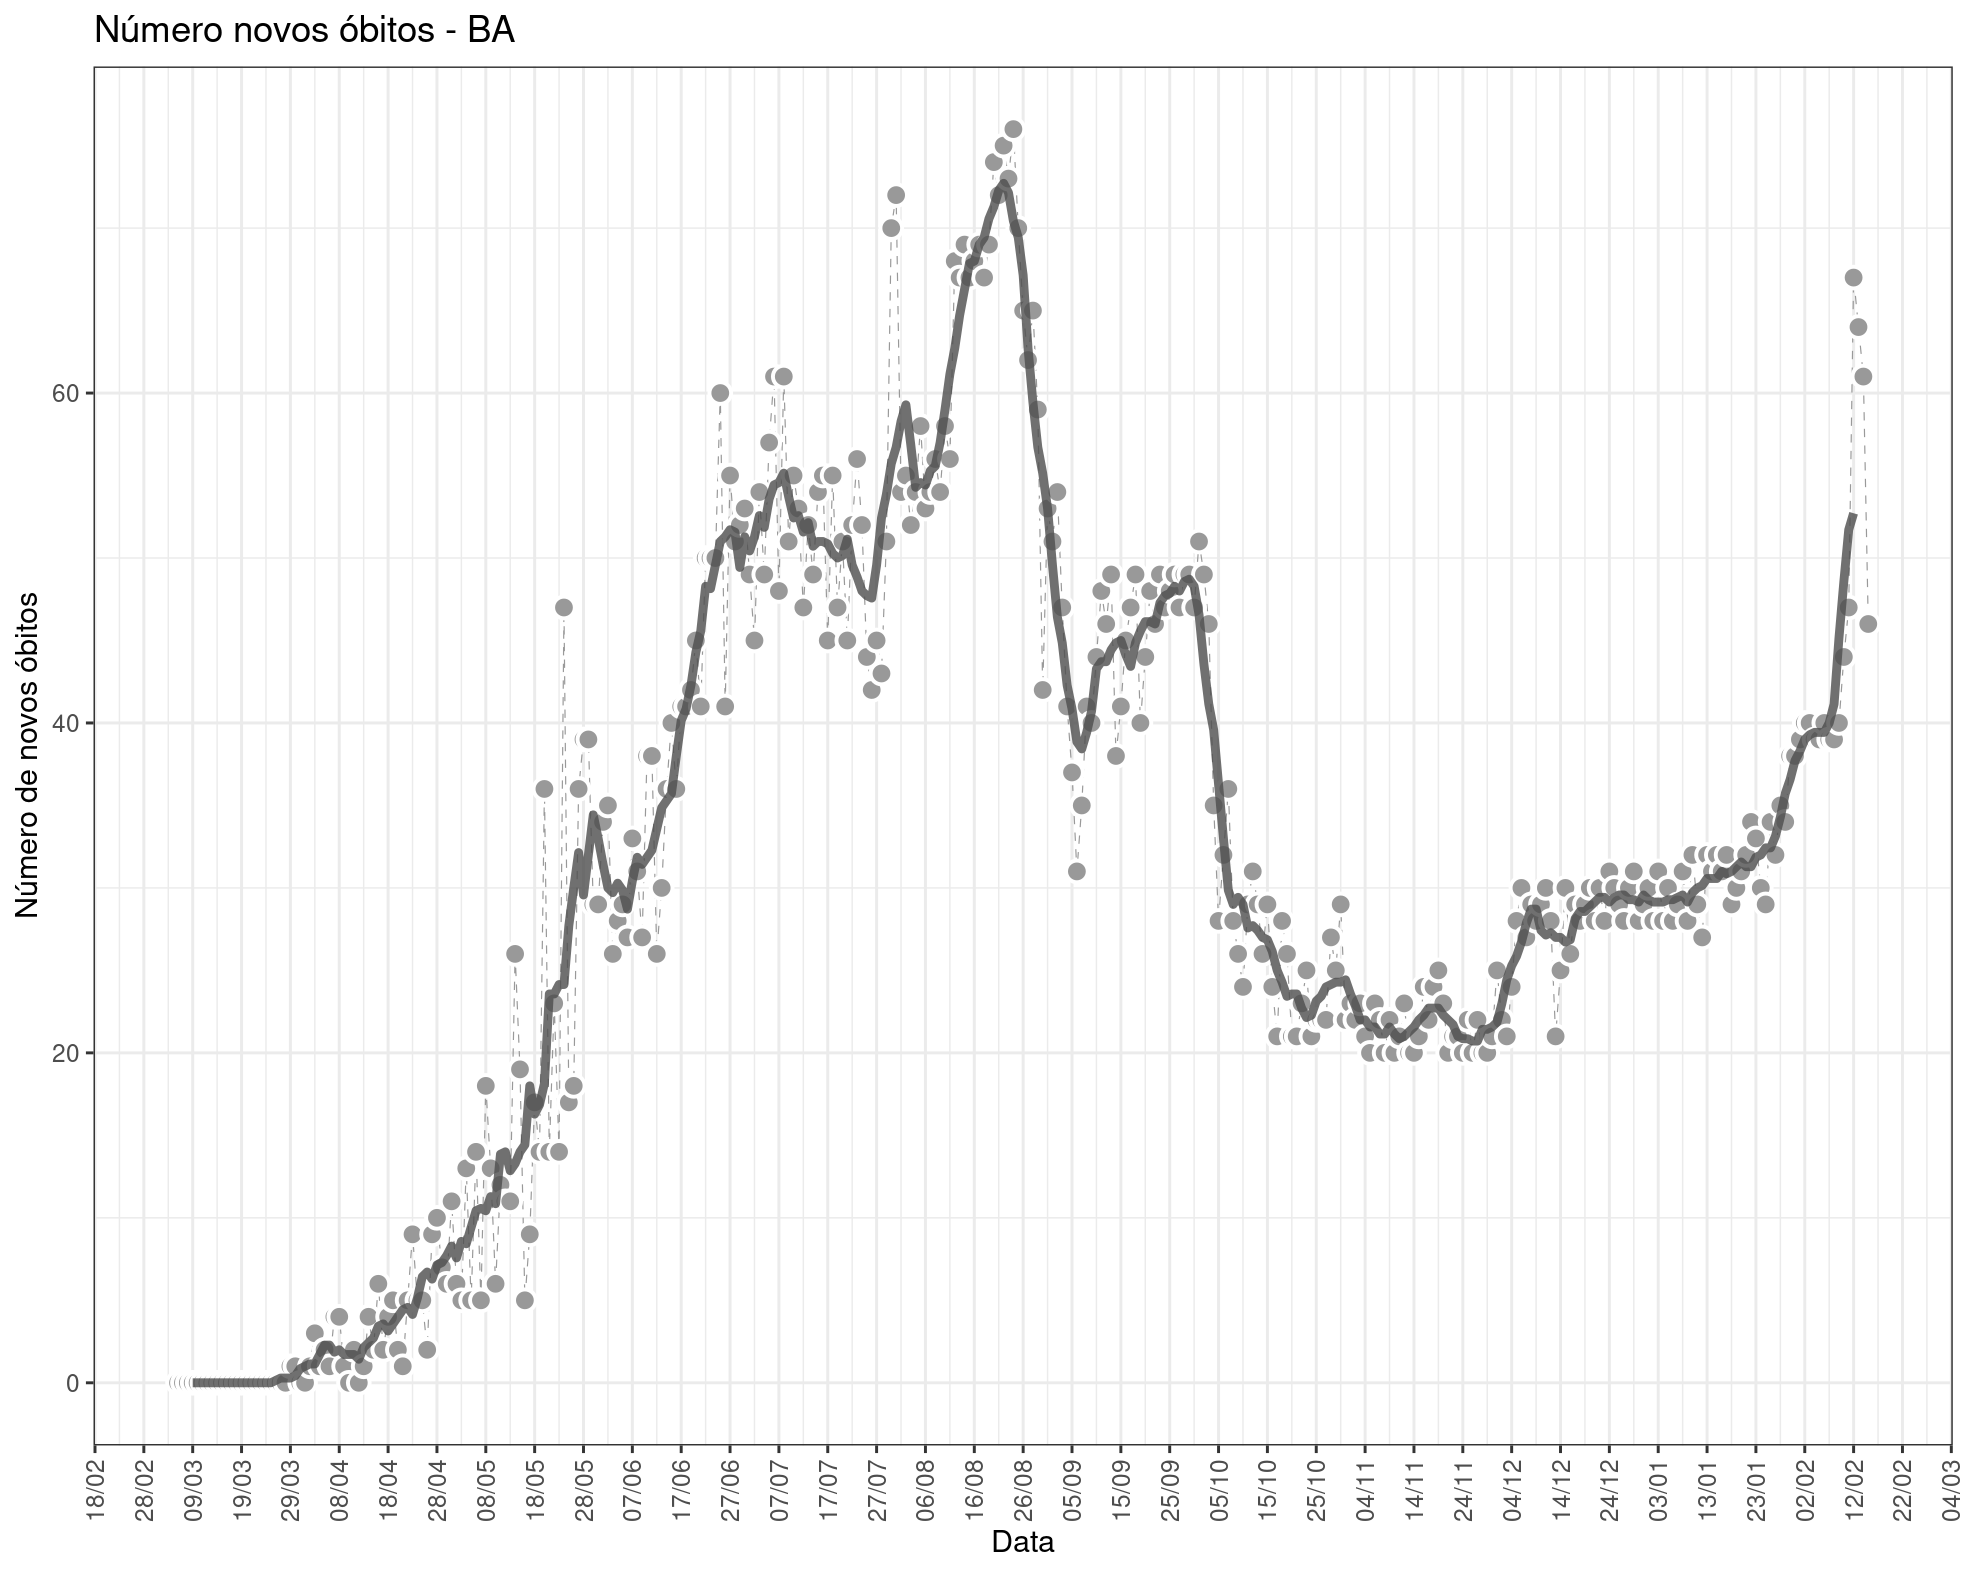 Número novos óbitos - BA
Número de novos óbitos
60
40
20
0
18/02 28/02 09/03 19/03 29/03 08/04 18/04 28/04 08/05 18/05 28/05 07/06 17/06 27/06 07/07 17/07 27/07 06/08 16/08 26/08 05/09 15/09 25/09 05/10 15/10 25/10 04/11 14/11 24/11 04/12 14/12 24/12 03/01 13/01 23/01 02/02 12/02 22/02 04/03
Data